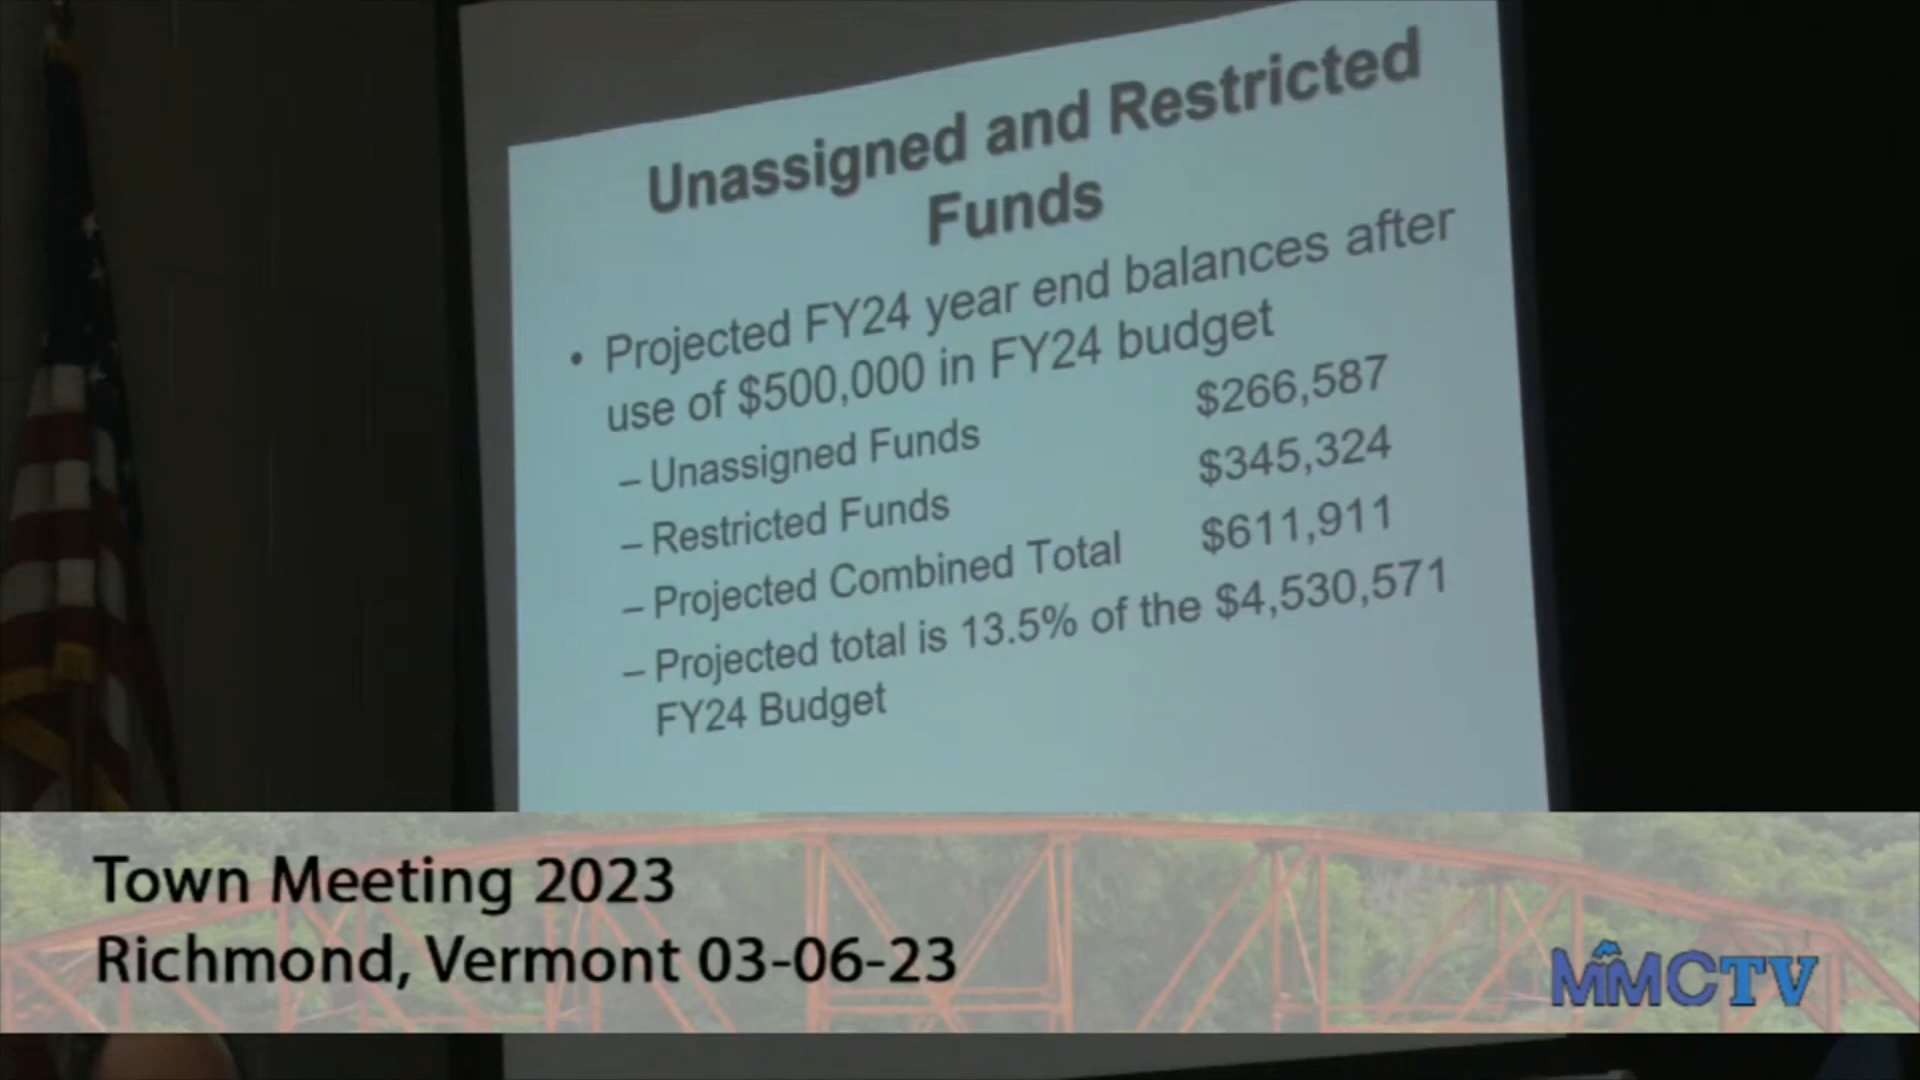 Unassigned and Restricted
Funds
• Projected FY24 year end balances after
use of $500,000 in FY24 budget
– Unassigned Funds $266,587
– Restricted Funds $345,324
– Projected Combined Total $611,911
– Projected total is 13.5% of the $4,530,571
FY24 Budget
Town Meeting 2023
Richmond, Vermont 03-06-23
MMCTV